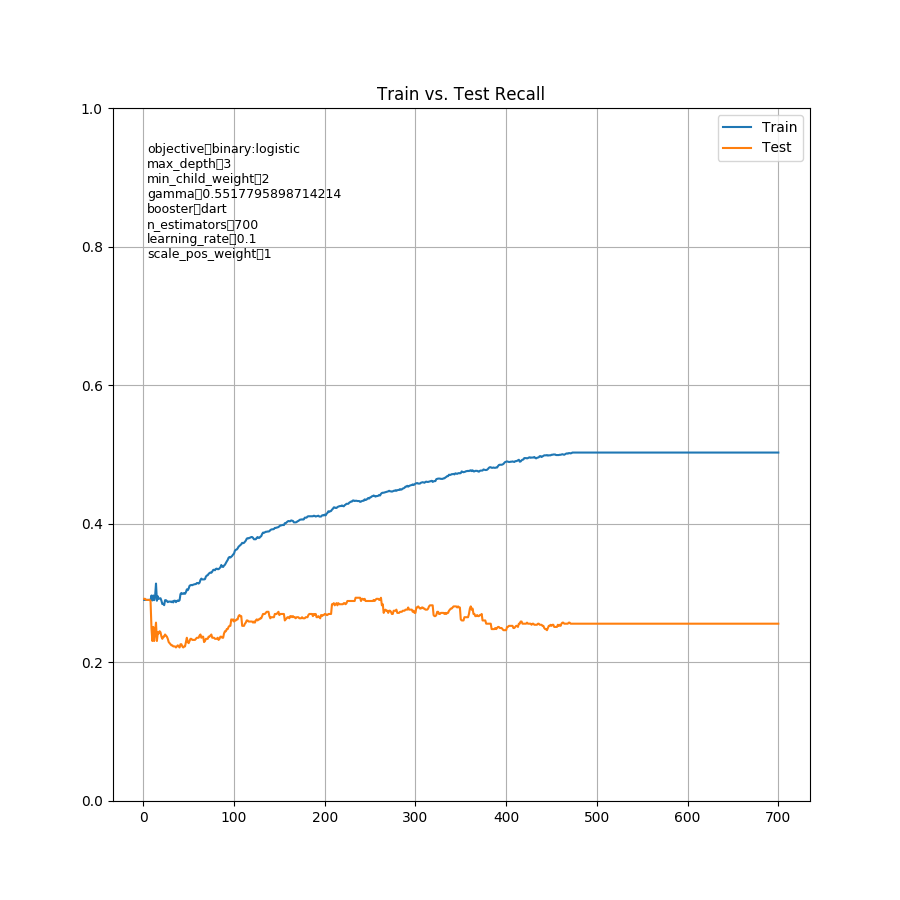 Train vs. Test Recall
1.0
0.8
0.6
0.4
0.2
0.0
objective▯binary:logistic
max_depth▯3
min_child_weight▯2
gamma▯0.5517795898714214
booster▯dart
n_estimators▯700
learning_rate▯0.1
scale_pos_weight▯1
Train
Test
0 100 200 300 400 500 600 700